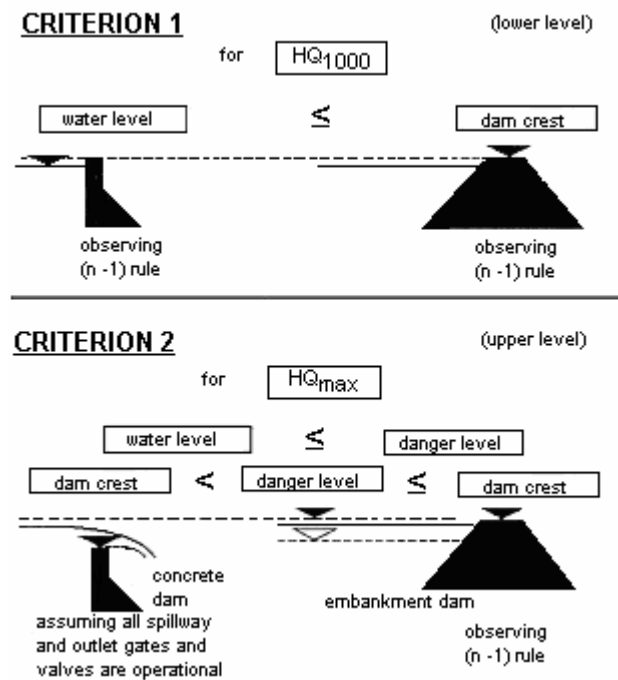 CRITERION 1
(lower level)
for HQ1000
water level ≤ dam crest
observing
(n -1) rule
observing
(n -1) rule
CRITERION 2
(upper level)
for HQmax
water level ≤ danger level
dam crest < danger level ≤ dam crest
concrete
dam
assuming all spillway
and outlet gates and
valves are operational
embankment dam
observing
(n -1) rule